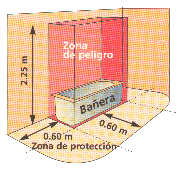 Zona
de peligro
2.25 m
Bañera
0.60 m
0.60 m
Zona de protección